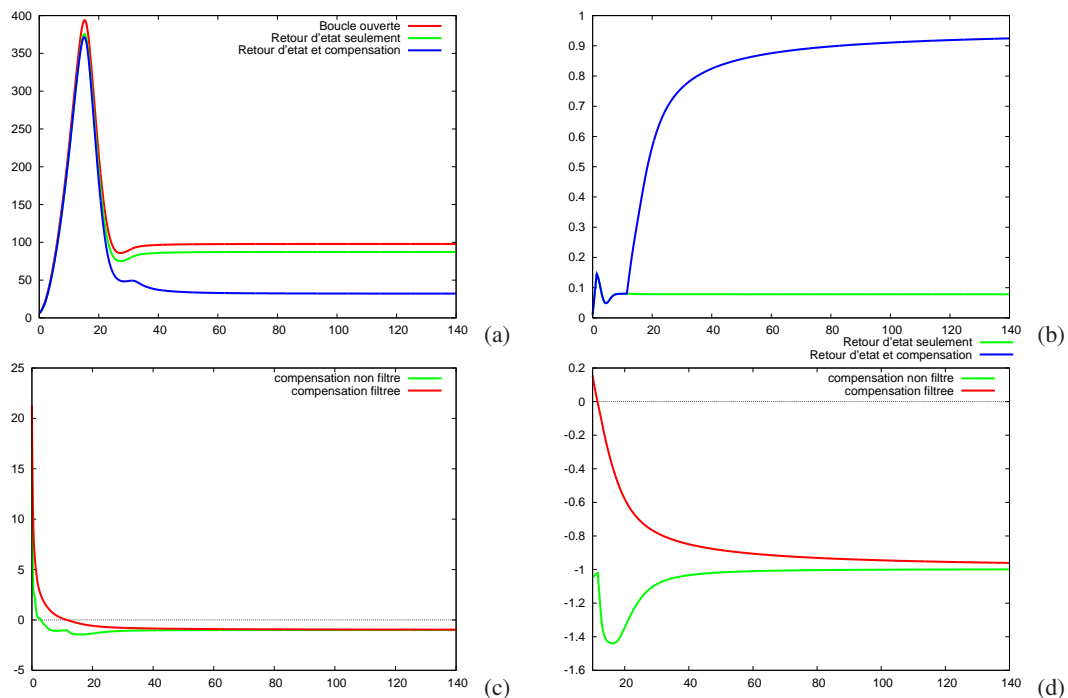 400
350
300
250
200
150
100
50
0
0 20 40 60 80 100 120 140
Boucle ouverte
Retour d'etat seulement
Retour d'etat et compensation
(a)
1
0.9
0.8
0.7
0.6
0.5
0.4
0.3
0.2
0.1
0
0 20 40 60 80 100 120 140
(b)
Retour d'etat seulement
Retour d'etat et compensation
25
20
15
10
5
0
-5
0 20 40 60 80 100 120 140
compensation non filtre
compensation filtree
(c)
0.2
0
-0.2
-0.4
-0.6
-0.8
-1
-1.2
-1.4
-1.6
20 40 60 80 100 120 140
compensation non filtre
compensation filtree
(d)